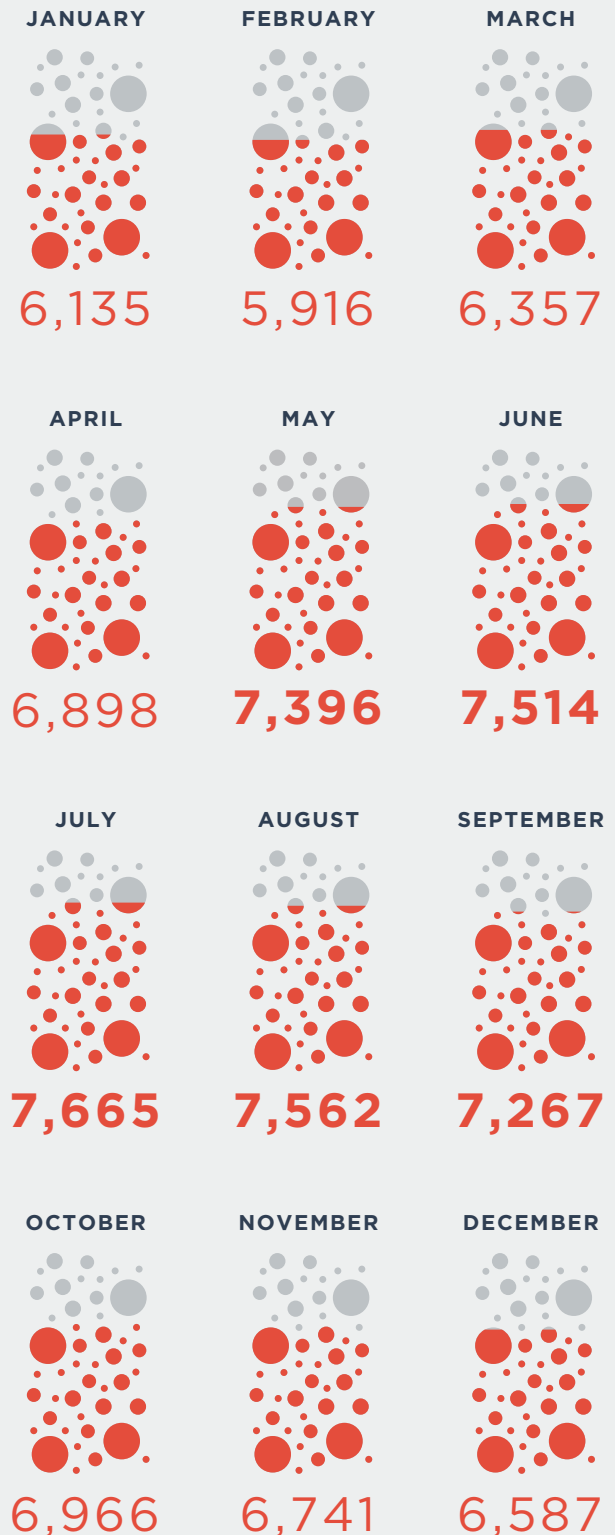 JANUARY FEBRUARY MARCH
6,135 5,916 6,357
APRIL MAY JUNE
6,898 7,396 7,514
JULY AUGUST SEPTEMBER
7,665 7,562 7,267
OCTOBER NOVEMBER DECEMBER
6,966 6,741 6,587